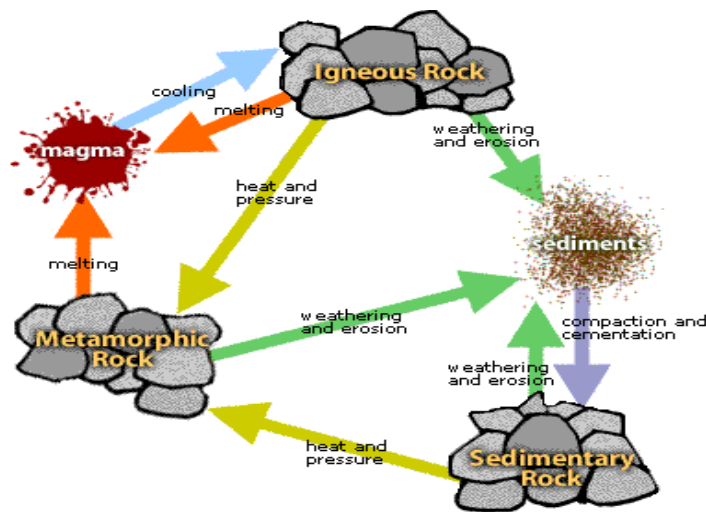 Igneous Rock
cooling
melting
magma
weathering
and erosion
heat and
pressure
sediments
melting
weathering
and erosion
compaction and
cementation
Metamorphic
Rock
weathering
and erosion
heat and
pressure
Sedimentary
Rock